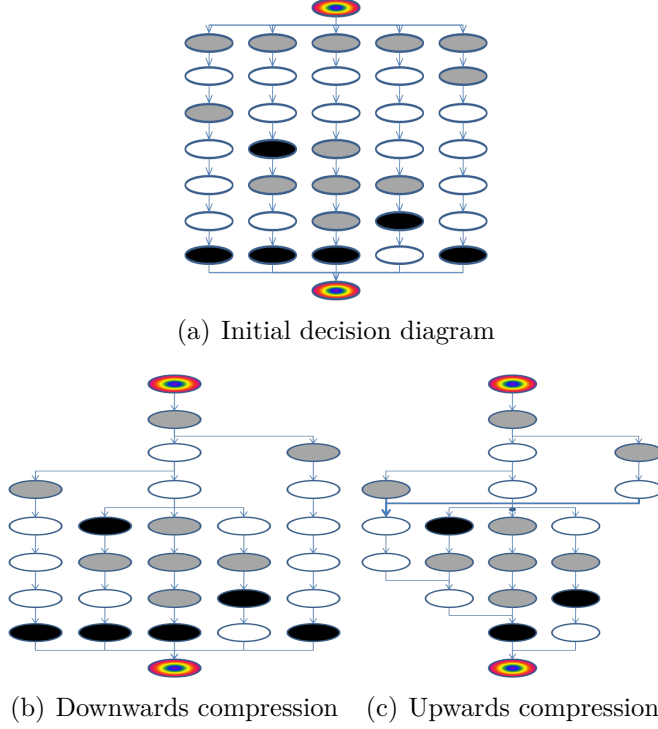 (a) Initial decision diagram
(b) Downwards compression
(c) Upwards compression